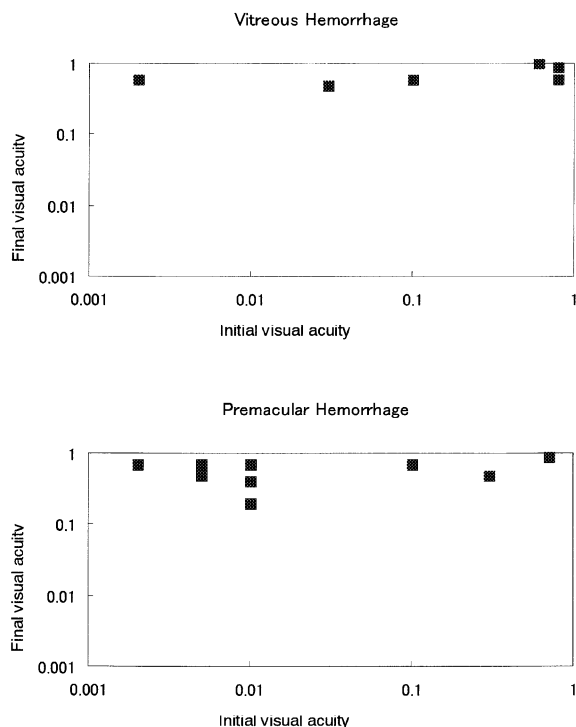 Vitreous Hemorrhage
1
0.1
0.01
0.001
Final visual acuity
0.001 0.01 0.1 1
Initial visual acuity
Premacular Hemorrhage
1
0.1
0.01
0.001
Final visual acuity
0.001 0.01 0.1 1
Initial visual acuity